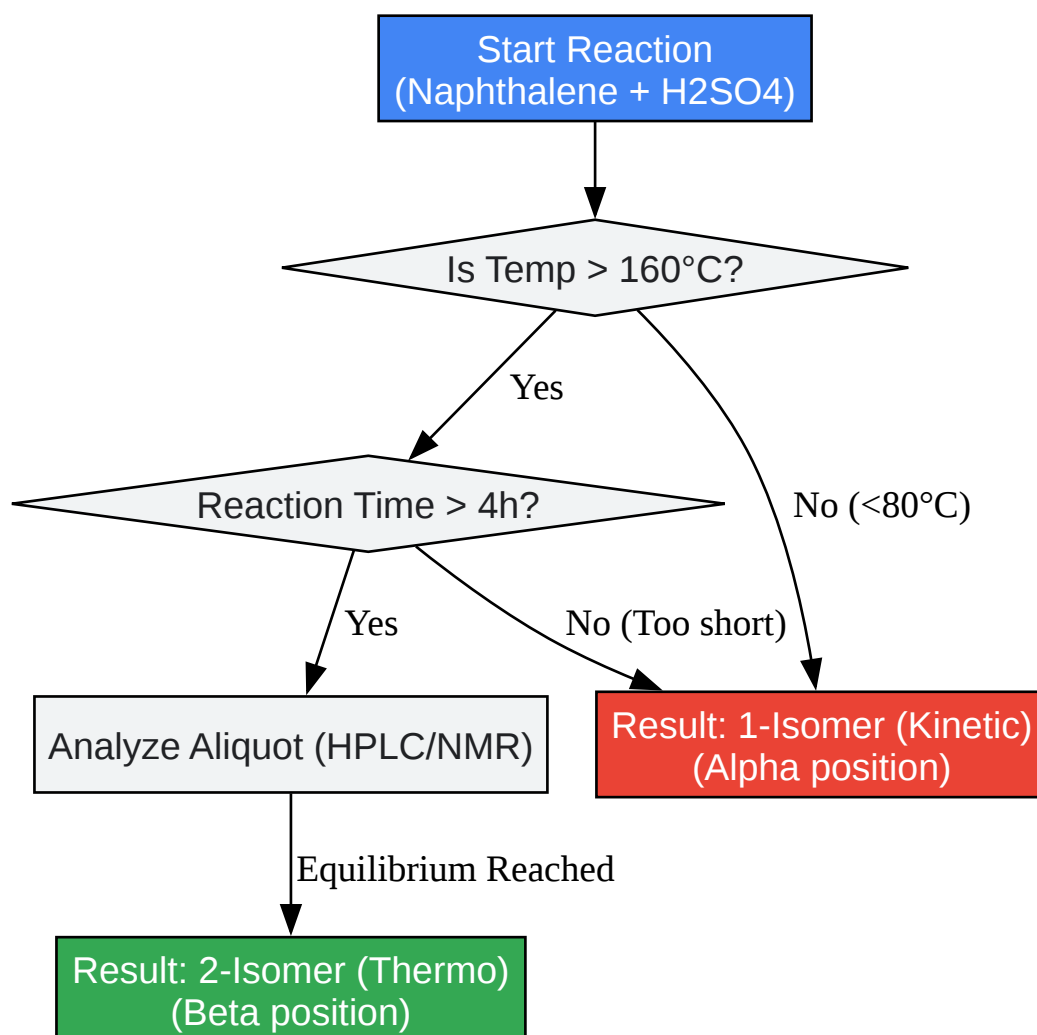 Start Reaction
(Naphthalene + H2SO4)
Is Temp > 160°C?
Yes
Reaction Time > 4h?
No (<80°C)
Yes
No (Too short)
Analyze Aliquot (HPLC/NMR)
Result: 1-Isomer (Kinetic)
(Alpha position)
Equilibrium Reached
Result: 2-Isomer (Thermo)
(Beta position)